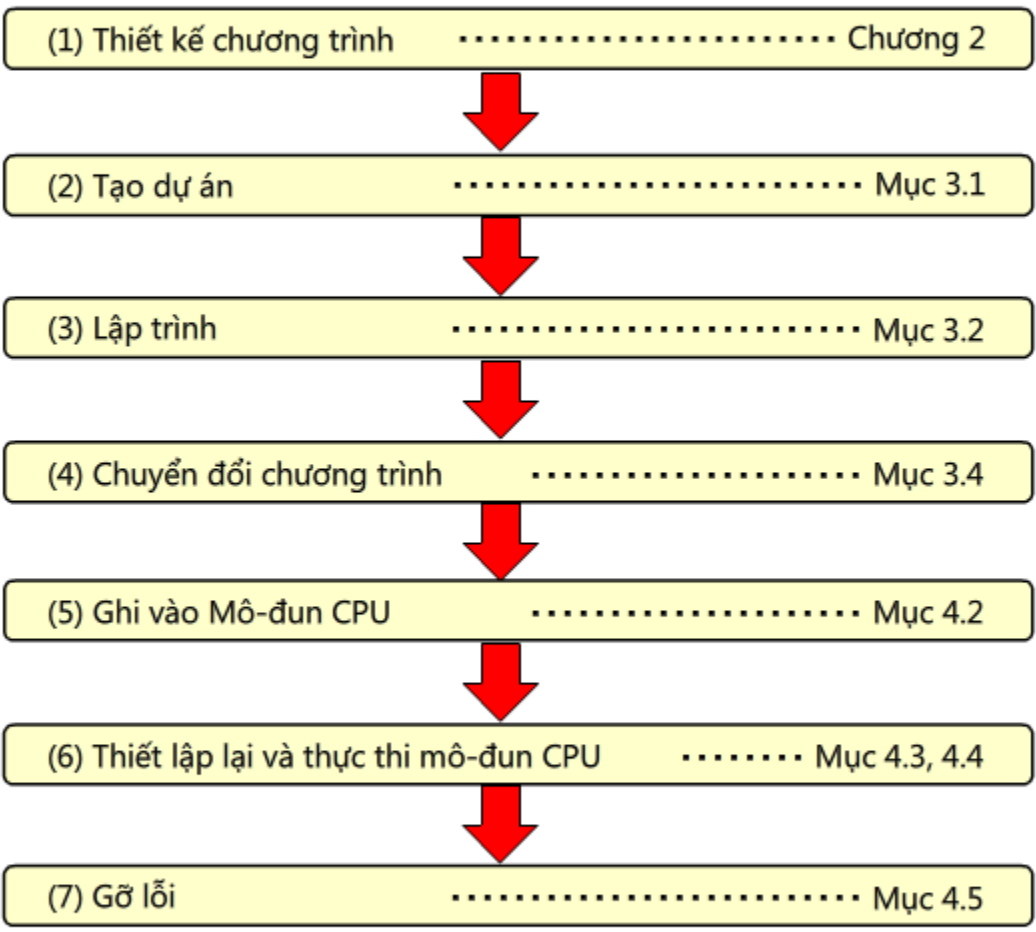 (1) Thiết kế chương trình ························ Chương 2
(2) Tạo dự án ·························· Mục 3.1
(3) Lập trình ·························· Mục 3.2
(4) Chuyển đổi chương trình ····················· Mục 3.4
(5) Ghi vào Mô-đun CPU ····················· Mục 4.2
(6) Thiết lập lại và thực thi mô-đun CPU ········ Mục 4.3, 4.4
(7) Gỡ lỗi ·························· Mục 4.5